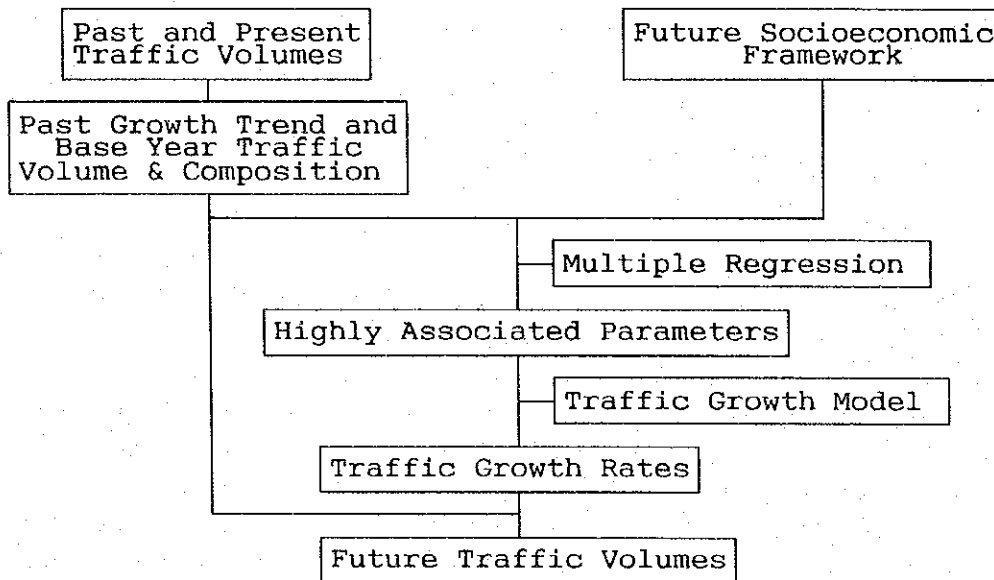 Past and Present
Traffic Volumes
Future Socioeconomic
Framework
Past Growth Trend and
Base Year Traffic
Volume & Composition
Multiple Regression
Highly Associated Parameters
Traffic Growth Model
Traffic Growth Rates
Future Traffic Volumes